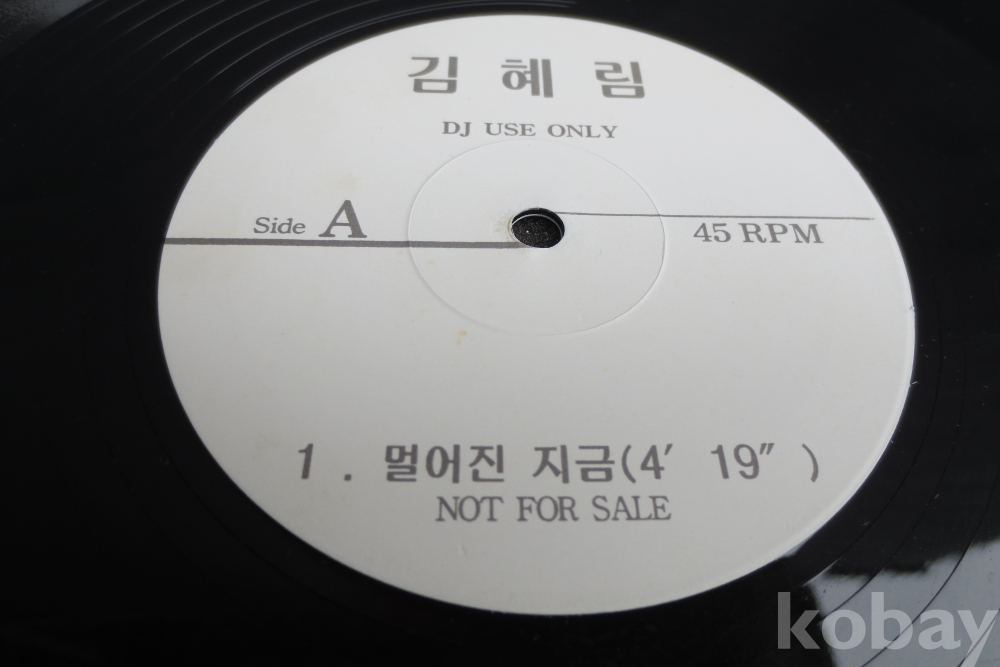 김 혜 림
DJ USE ONLY
Side A
45 RPM
1 . 멀어진 지금(4′ 19″ )
NOT FOR SALE
kobay